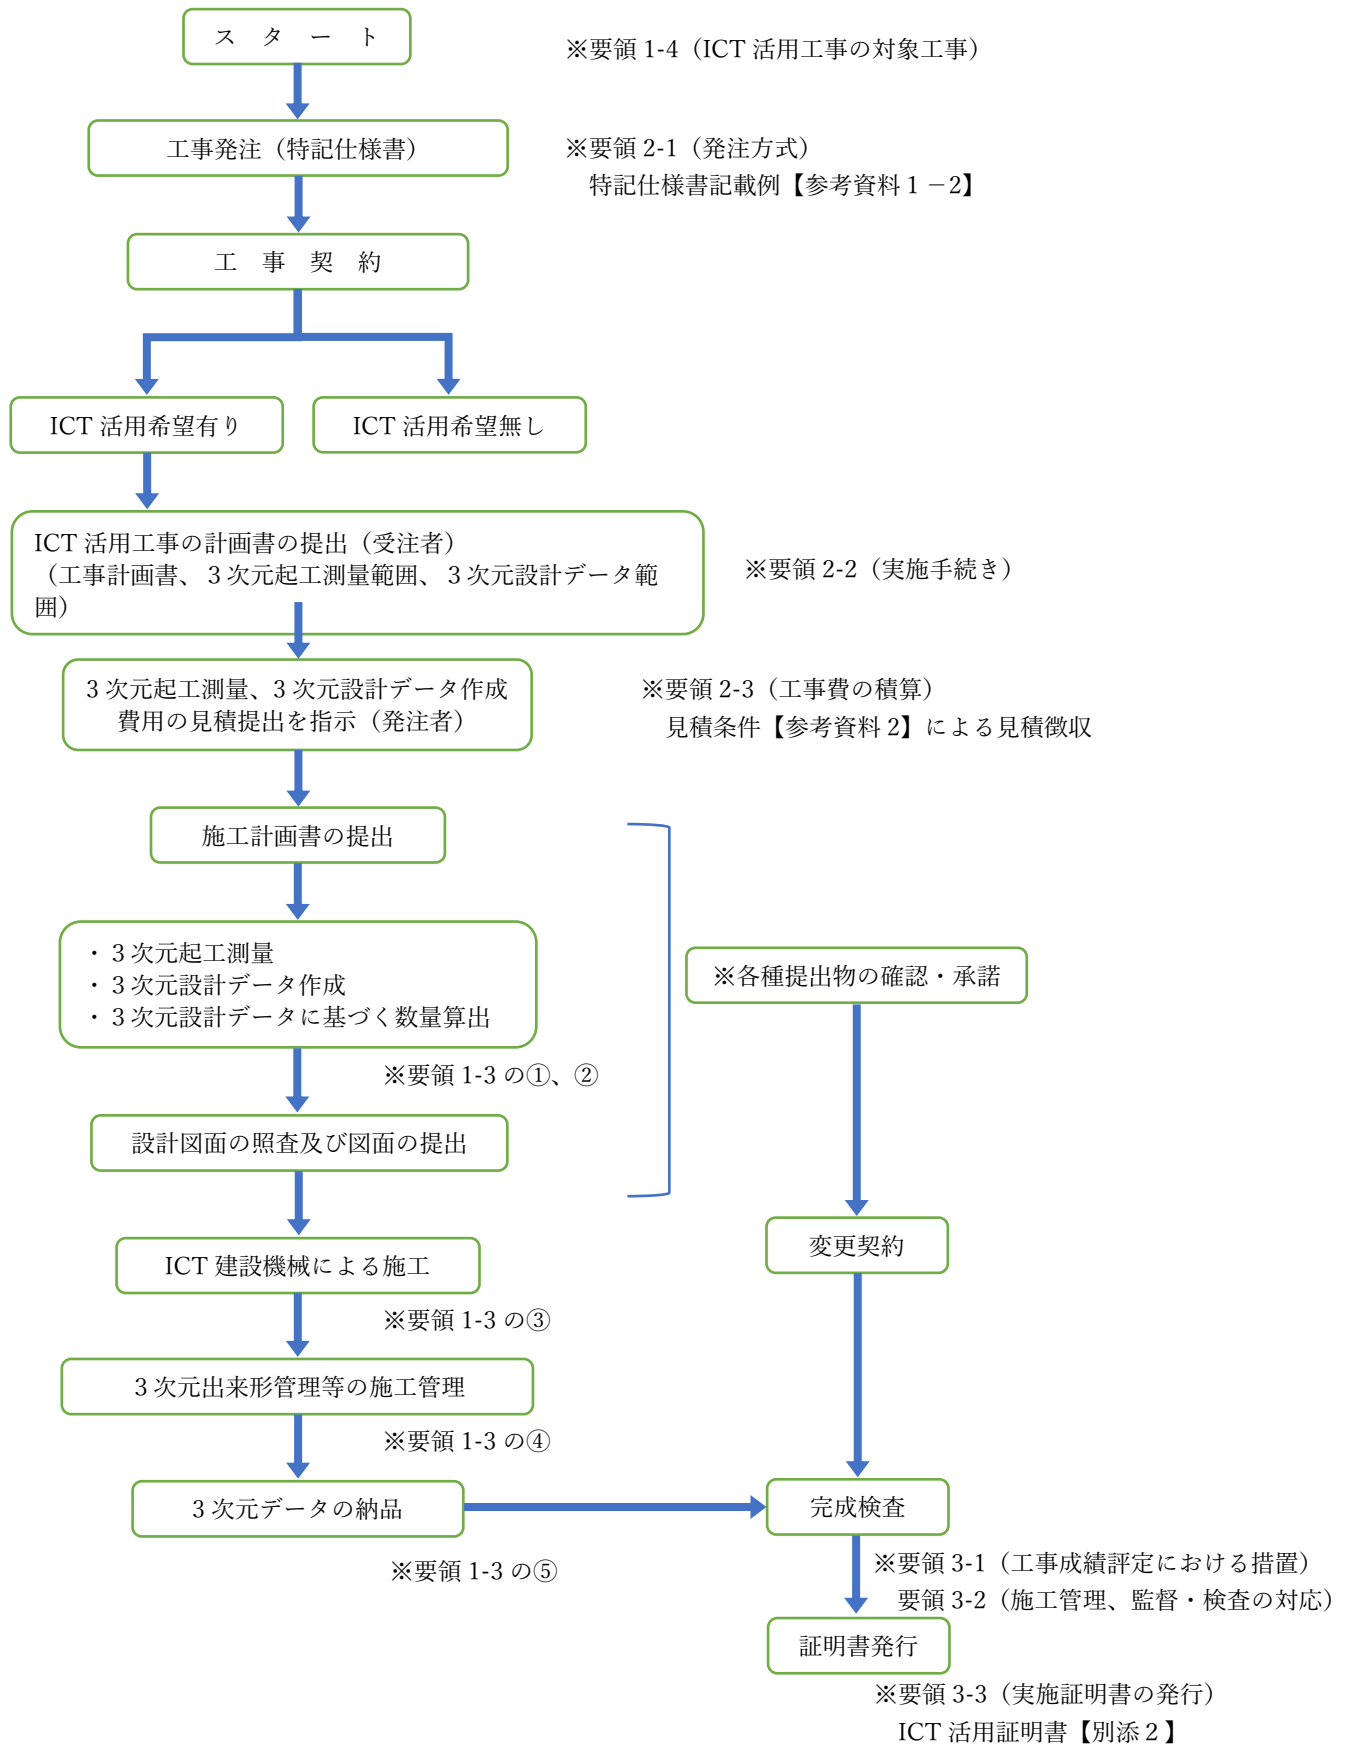 スタート
※要領 1-4（ICT 活用工事の対象工事）
工事発注（特記仕様書）
※要領 2-1（発注方式）
特記仕様書記載例【参考資料１－2】
工事契約
ICT 活用希望有り
ICT 活用希望無し
ICT 活用工事の計画書の提出（受注者）
（工事計画書、３次元起工測量範囲、３次元設計データ範
囲）
※要領 2-2（実施手続き）
３次元起工測量、３次元設計データ作成
費用の見積提出を指示（発注者）
※要領 2-3（工事費の積算）
見積条件【参考資料 2】による見積徴収
施工計画書の提出
・３次元起工測量
・３次元設計データ作成
・３次元設計データに基づく数量算出
※各種提出物の確認・承諾
※要領 1-3 の①、②
設計図面の照査及び図面の提出
変更契約
ICT 建設機械による施工
※要領 1-3 の③
３次元出来形管理等の施工管理
※要領 1-3 の④
３次元データの納品
完成検査
※要領 1-3 の⑤
※要領 3-1（工事成績評定における措置）
要領 3-2（施工管理、監督・検査の対応）
証明書発行
※要領 3-3（実施証明書の発行）
ICT 活用証明書【別添２】